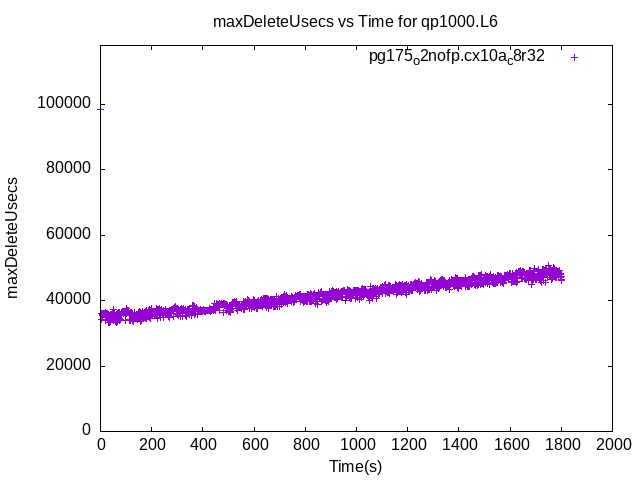 maxDeleteUsecs vs Time for qp1000.L6
pg175o2nofp.cx10ac8r32
100000
80000
60000
40000
20000
0
maxDeleteUsecs
0 200 400 600 800 1000 1200 1400 1600 1800 2000
Time(s)